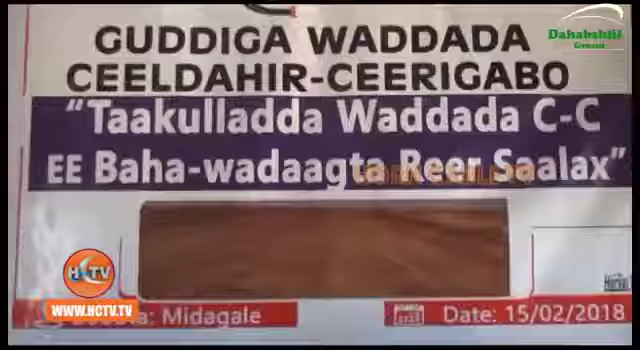 Dahabshiil
Group
GUDDIGA WADDADA
CEELDAHIR-CEERIGABO
"Taakulladda Waddada C-C
EE Baha-wadaagta Reer Saalax"
HCTV
WWW.HCTV.TV
Midagale
Date: 15/02/2018